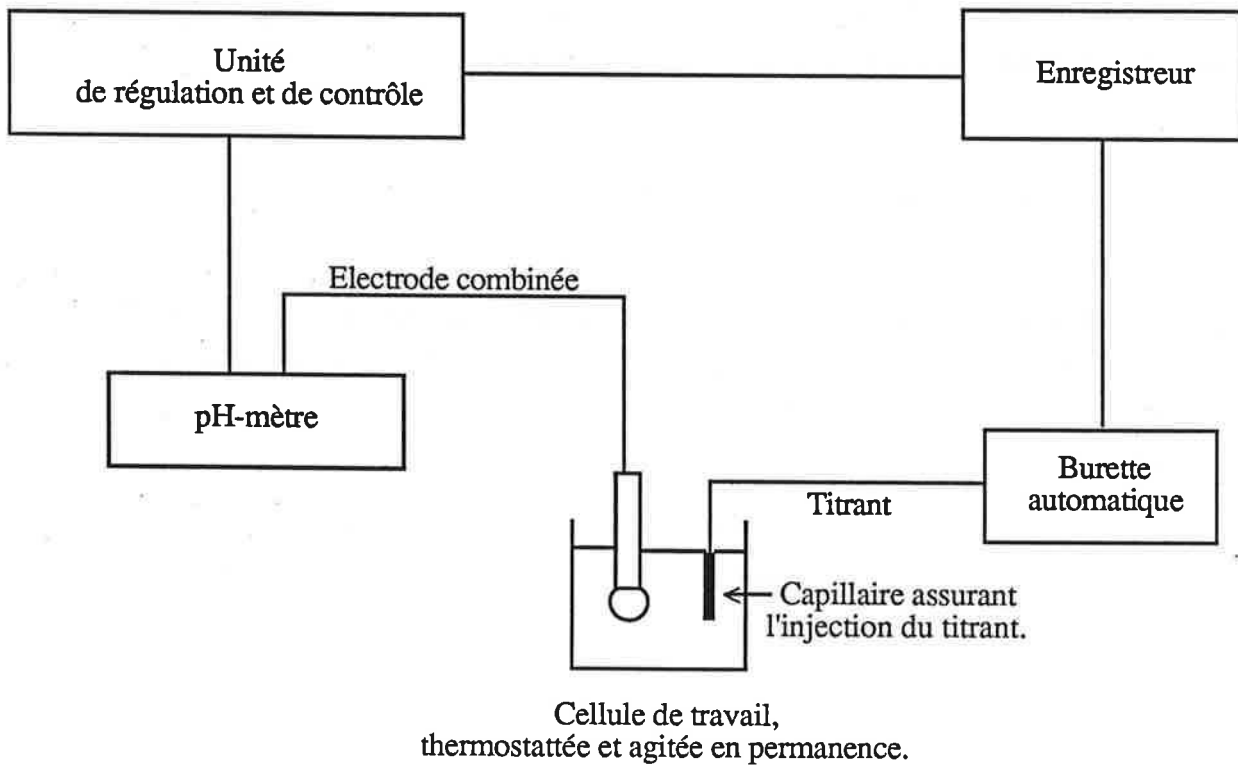 Unité
de régulation et de contrôle
Enregistreur
Electrode combinée
pH-mètre
Titrant
Burette
automatique
Capillaire assurant
l'injection du titrant.
Cellule de travail,
thermostattée et agitée en permanence.